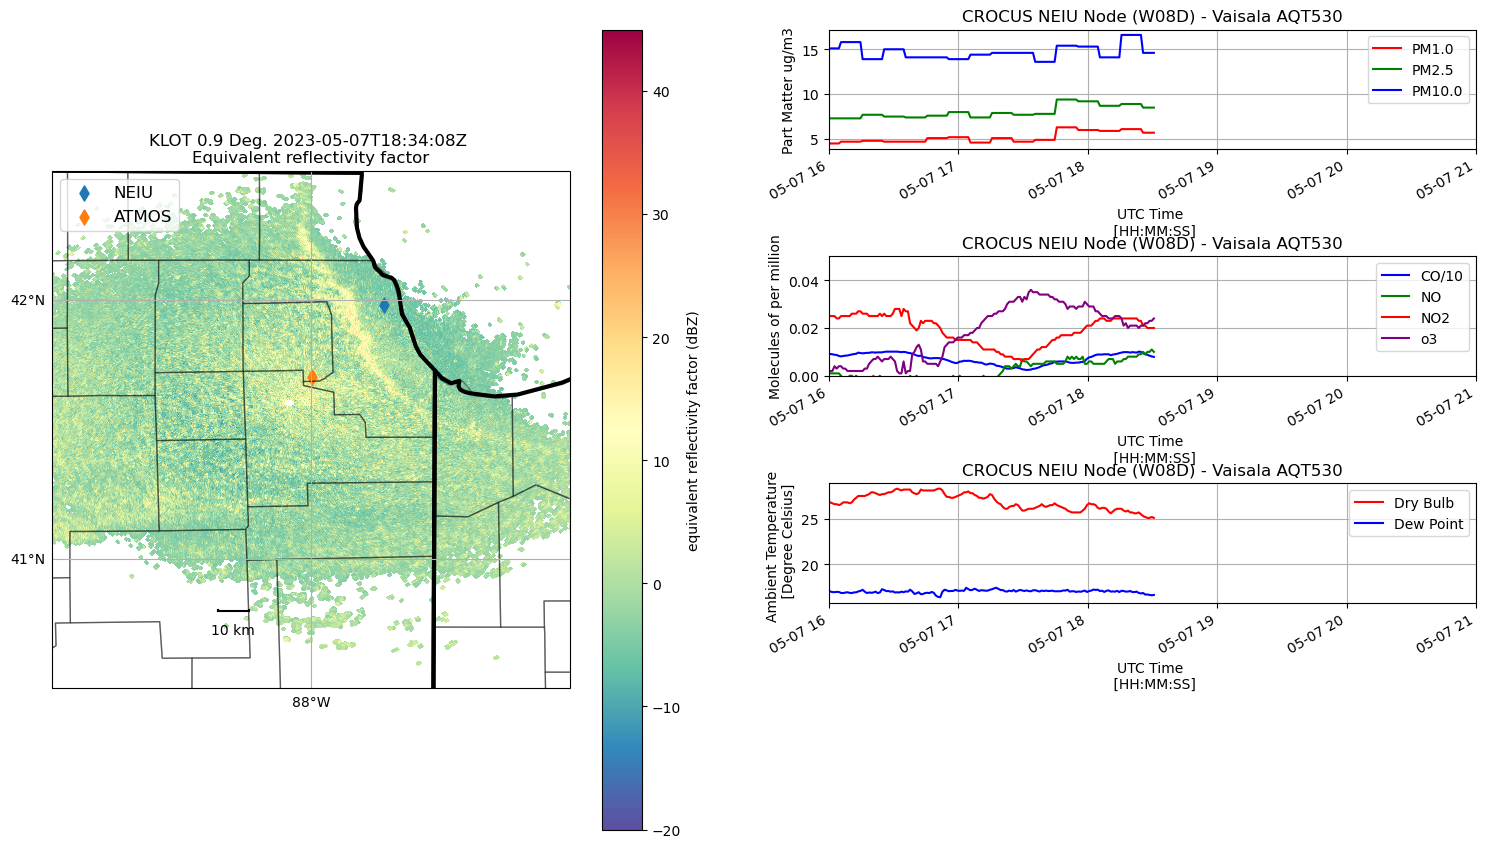 KLOT 0.9 Deg. 2023-05-07T18:34:08Z
Equivalent reflectivity factor
NEIU
ATMOS
42°N
41°N
88°W
10 km
40
30
20
10
0
−10
−20
equivalent reflectivity factor (dBZ)
CROCUS NEIU Node (W08D) - Vaisala AQT530
Part Matter ug/m3
15
10
5
PM1.0
PM2.5
PM10.0
05-07 16
05-07 17
05-07 18
05-07 19
05-07 20
05-07 21
UTC Time
[HH:MM:SS]
CROCUS NEIU Node (W08D) - Vaisala AQT530
Molecules of per million
0.04
0.02
0.00
CO/10
NO
NO2
o3
05-07 16
05-07 17
05-07 18
05-07 19
05-07 20
05-07 21
UTC Time
[HH:MM:SS]
CROCUS NEIU Node (W08D) - Vaisala AQT530
Ambient Temperature
[Degree Celsius]
25
20
Dry Bulb
Dew Point
05-07 16
05-07 17
05-07 18
05-07 19
05-07 20
05-07 21
UTC Time
[HH:MM:SS]